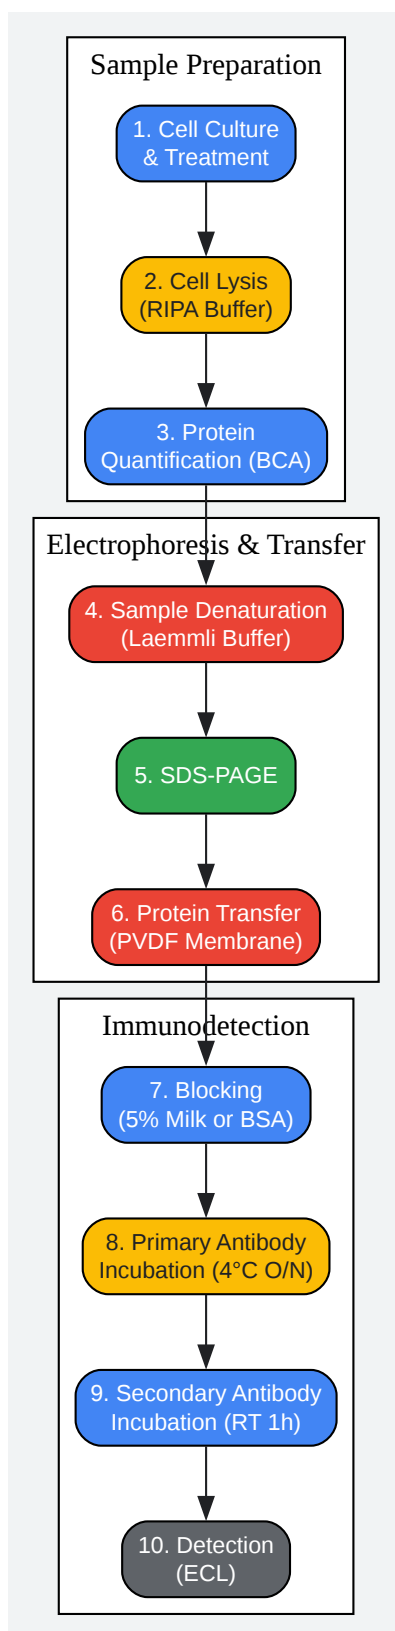 Sample Preparation
1. Cell Culture
& Treatment
2. Cell Lysis
(RIPA Buffer)
3. Protein
Quantification (BCA)
Electrophoresis & Transfer
4. Sample Denaturation
(Laemmli Buffer)
5. SDS-PAGE
6. Protein Transfer
(PVDF Membrane)
Immunodetection
7. Blocking
(5% Milk or BSA)
8. Primary Antibody
Incubation (4°C O/N)
9. Secondary Antibody
Incubation (RT 1h)
10. Detection
(ECL)